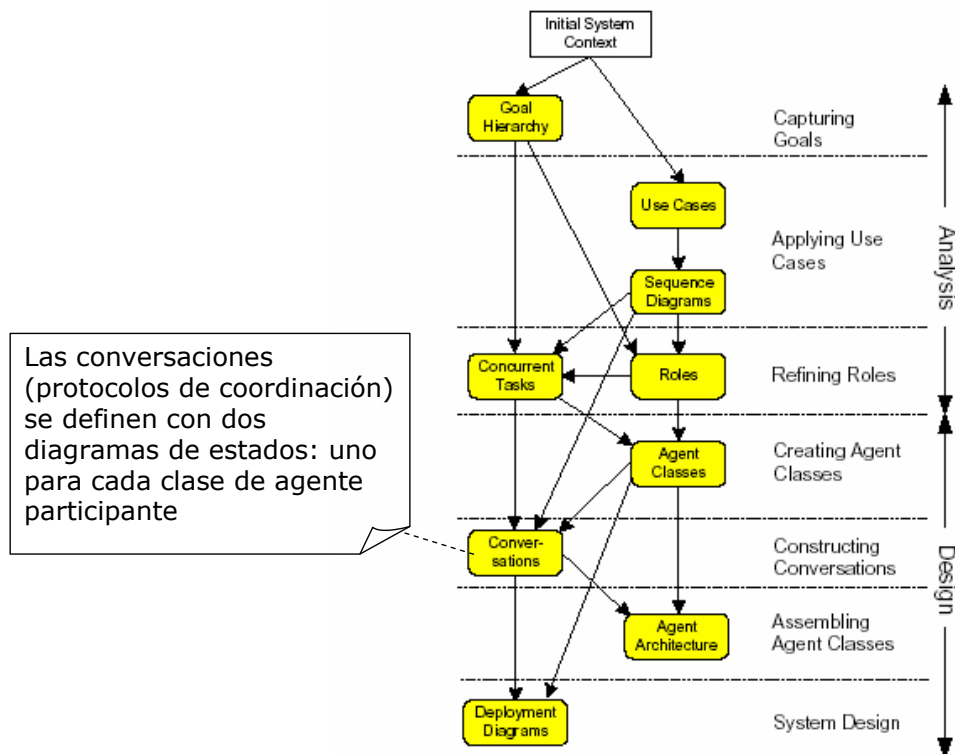 Initial System
Context
Goal
Hierarchy
Capturing
Goals
Use Cases
Applying Use
Cases
Sequence
Diagrams
Analysis
Las conversaciones
(protocolos de coordinación)
se definen con dos
diagramas de estados: uno
para cada clase de agente
participante
Concurrent
Tasks
Roles
Refining Roles
Agent
Classes
Creating Agent
Classes
Conver-
sations
Constructing
Conversations
Design
Agent
Architecture
Assembling
Agent Classes
Deployment
Diagrams
System Design